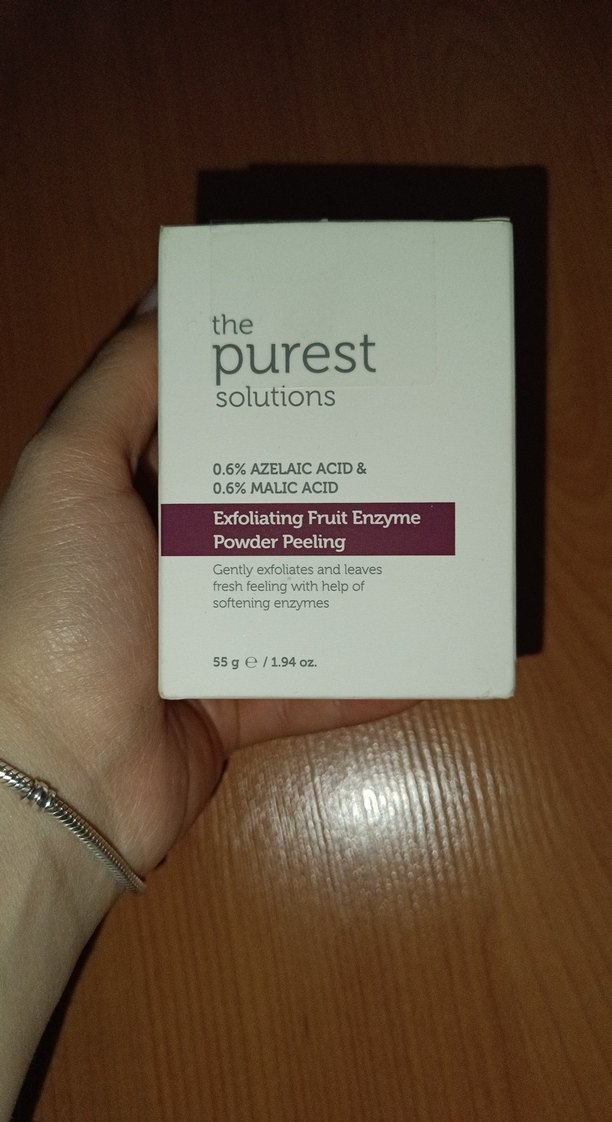 the
purest
solutions
0.6% AZELAIC ACID &
0.6% MALIC ACID
Exfoliating Fruit Enzyme
Powder Peeling
Gently exfoliates and leaves
fresh feeling with help of
softening enzymes
55 g ℮ / 1.94 oz.